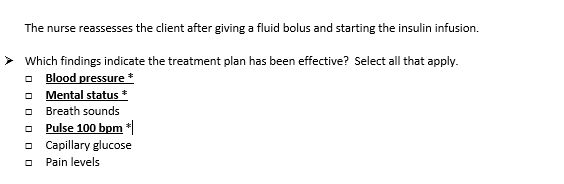 The nurse reassesses the client after giving a fluid bolus and starting the insulin infusion.
➤ Which findings indicate the treatment plan has been effective? Select all that apply.
□ Blood pressure *
□ Mental status *
□ Breath sounds
□ Pulse 100 bpm *
□ Capillary glucose
□ Pain levels